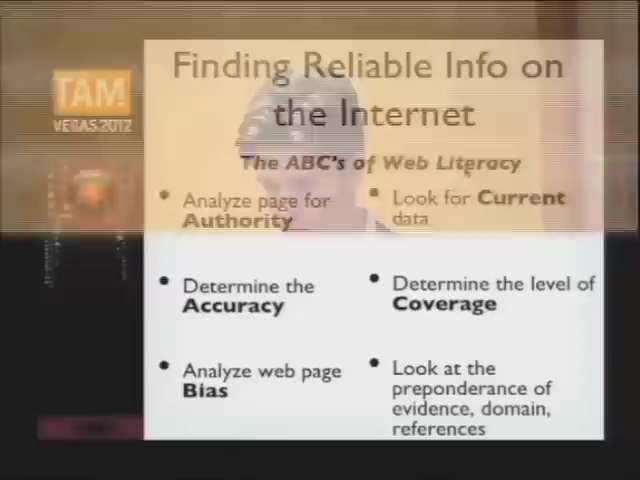 TAM!
VEGAS 2012
Finding Reliable Info on
the Internet
The ABC's of Web Literacy
• Analyze page for
Authority
• Determine the
Accuracy
• Analyze web page
Bias
• Look for Current
data
• Determine the level of
Coverage
• Look at the
preponderance of
evidence, domain,
references